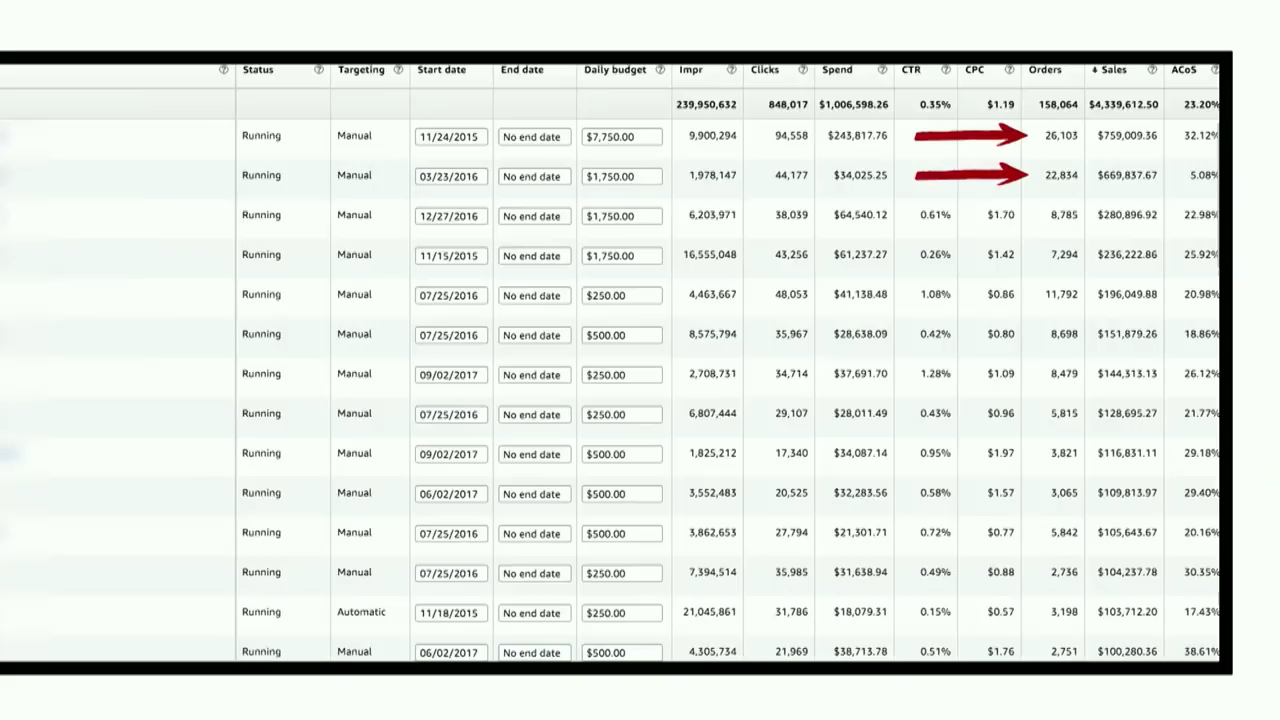 Status Targeting Start date End date Daily budget Impr Clicks Spend CTR CPC Orders Sales ACoS
239,950,632 848,017 $1,006,598.26 0.35% $1.19 158,064 $4,339,612.50 23.20%
Running Manual 11/24/2015 No end date $7,750.00 9,900,294 94,558 $243,817.76 26,103 $759,009.36 32.12%
Running Manual 03/23/2016 No end date $1,750.00 1,978,147 44,177 $34,025.25 22,834 $669,837.67 5.08%
Running Manual 12/27/2016 No end date $1,750.00 6,203,971 38,039 $64,540.12 0.61% $1.70 8,785 $280,896.92 22.98%
Running Manual 11/15/2015 No end date $1,750.00 16,555,048 43,256 $61,237.27 0.26% $1.42 7,294 $236,222.86 25.92%
Running Manual 07/25/2016 No end date $250.00 4,463,667 48,053 $41,138.48 1.08% $0.86 11,792 $196,049.88 20.98%
Running Manual 07/25/2016 No end date $500.00 8,575,794 35,967 $28,638.09 0.42% $0.80 8,698 $151,879.26 18.86%
Running Manual 09/02/2017 No end date $250.00 2,708,731 34,714 $37,691.70 1.28% $1.09 8,479 $144,313.13 26.12%
Running Manual 07/25/2016 No end date $250.00 6,807,444 29,107 $28,011.49 0.43% $0.96 5,815 $128,695.27 21.77%
Running Manual 09/02/2017 No end date $500.00 1,825,212 17,340 $34,087.14 0.95% $1.97 3,821 $116,831.11 29.18%
Running Manual 06/02/2017 No end date $500.00 3,552,483 20,525 $32,283.56 0.58% $1.57 3,065 $109,813.97 29.40%
Running Manual 07/25/2016 No end date $500.00 3,862,653 27,794 $21,301.71 0.72% $0.77 5,842 $105,643.67 20.16%
Running Manual 07/25/2016 No end date $250.00 7,394,514 35,985 $31,638.94 0.49% $0.88 2,736 $104,237.78 30.35%
Running Automatic 11/18/2015 No end date $250.00 21,045,861 31,786 $18,079.31 0.15% $0.57 3,198 $103,712.20 17.43%
Running Manual 06/02/2017 No end date $500.00 4,305,734 21,969 $38,713.78 0.51% $1.76 2,751 $100,280.36 38.61%